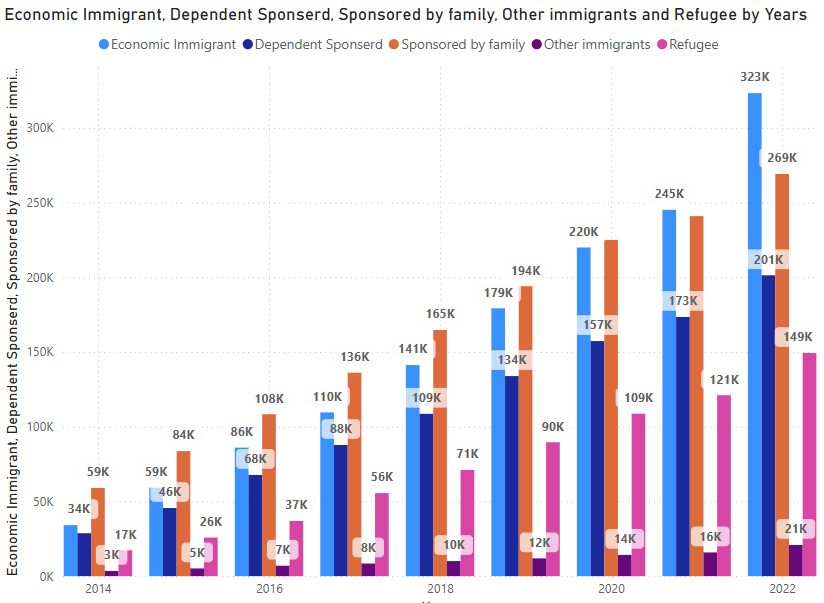 Economic Immigrant, Dependent Sponserd, Sponsored by family, Other immigrants and Refugee by Years
Economic Immigrant Dependent Sponserd Sponsored by family Other immigrants Refugee
Economic Immigrant, Dependent Sponserd, Sponsored by family, Other immi...
300K
250K
200K
150K
100K
50K
0K
34K
59K
3K
17K
59K
46K
84K
5K
26K
86K
68K
108K
7K
37K
110K
88K
136K
8K
56K
141K
109K
165K
10K
71K
179K
134K
194K
12K
90K
220K
157K
14K
109K
245K
173K
16K
121K
323K
201K
269K
21K
149K
2014 2016 2018 2020 2022